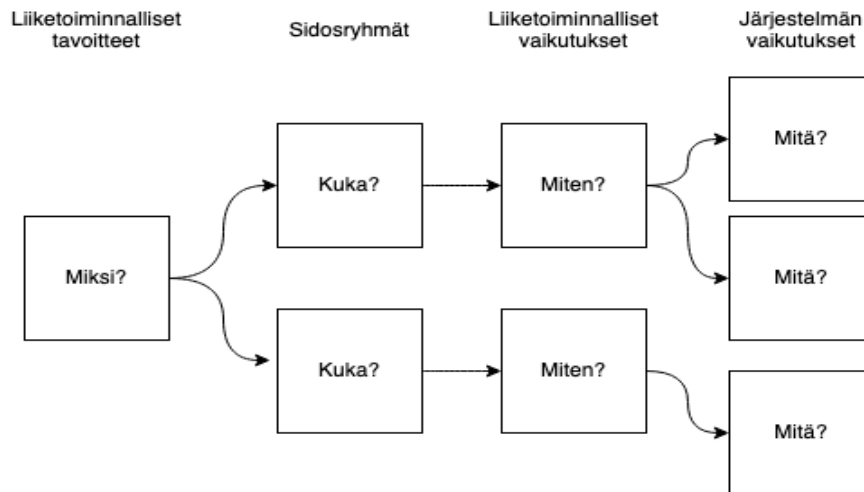 Liiketoiminnalliset
tavoitteet
Sidosryhmät
Liiketoiminnalliset
vaikutukset
Järjestelmän
vaikutukset
Miksi?
Kuka?
Miten?
Mitä?
Mitä?
Kuka?
Miten?
Mitä?